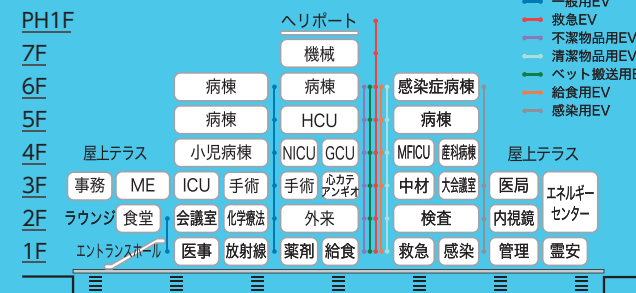 一般用EV
PH1F ヘリポート 救急EV
7F 機械 不潔物品用EV
清潔物品用EV
ベット搬送用E
6F 病棟 病棟 感染症病棟 給食用EV
感染用EV
5F 病棟 HCU 病棟
4F 屋上テラス 小児病棟 NICU GCU MFICU 産科病棟 屋上テラス
3F 事務 ME ICU 手術 手術 心カテアンギオ 中材 大会議室 医局 エネルギーセンター
2F ラウンジ 食堂 会議室 化学療法 外来 検査 内視鏡
1F エントランスホール 医事 放射線 薬剤 給食 救急 感染 管理 霊安